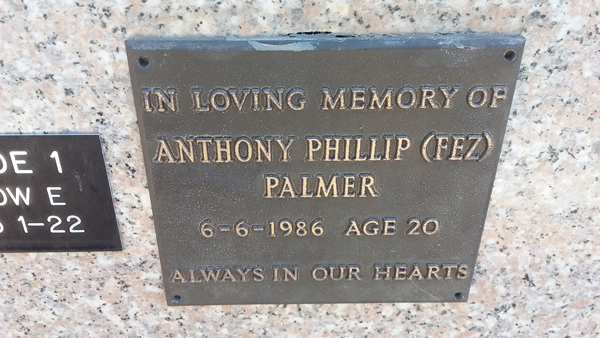 IN LOVING MEMORY OF
ANTHONY PHILLIP (FEZ)
PALMER
6-6-1986 AGE 20
ALWAYS IN OUR HEARTS
DE 1
OW E
1-22